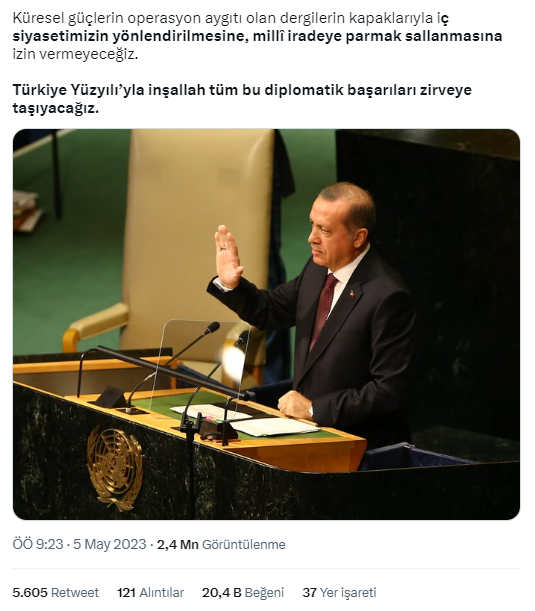 Küresel güçlerin operasyon aygıtı olan dergilerin kapaklarıyla iç
siyasetimizin yönlendirilmesine, millî iradeye parmak sallanmasına
izin vermeyeceğiz.
Türkiye Yüzyılı’yla inşallah tüm bu diplomatik başarıları zirveye
taşıyacağız.
ÖÖ 9:23 · 5 May 2023 · 2,4 Mn Görüntülenme
5.605 Retweet 121 Alıntılar 20,4 B Beğeni 37 Yer işareti